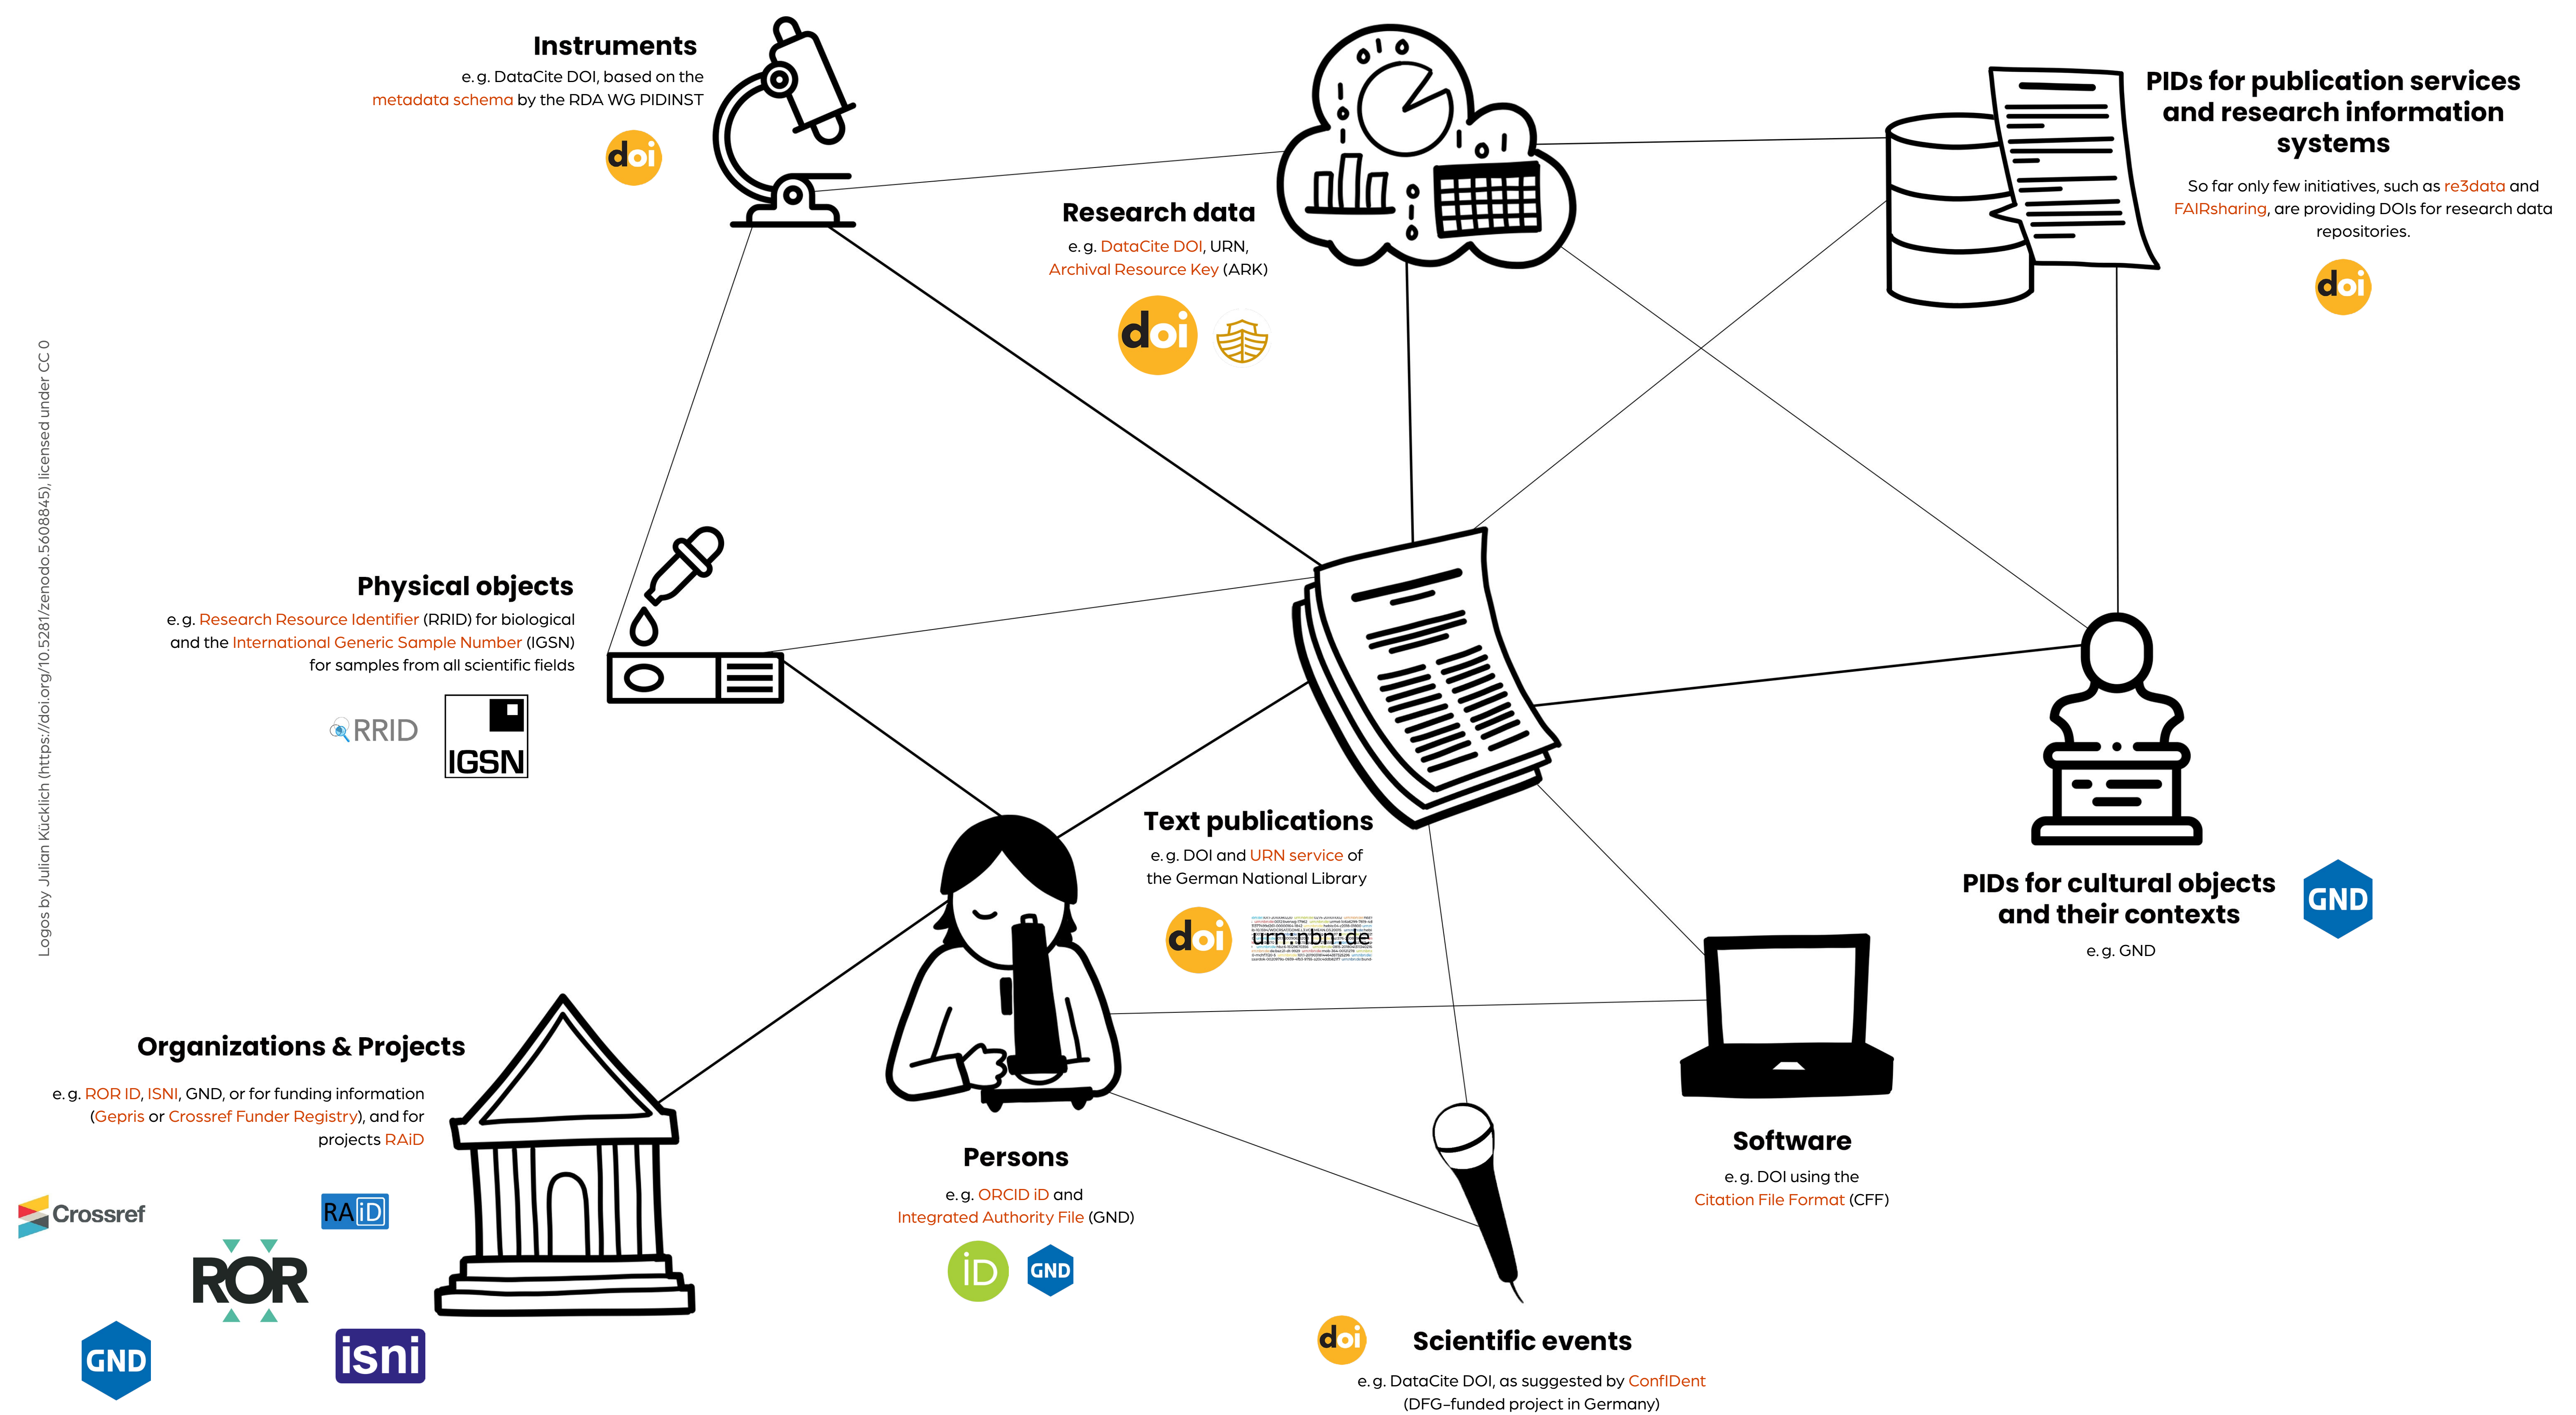 Instruments
e. g. DataCite DOI, based on the
metadata schema by the RDA WG PIDINST
doi
Research data
e. g. DataCite DOI, URN,
Archival Resource Key (ARK)
doi
PIDs for publication services
and research information
systems
So far only few initiatives, such as re3data and
FAIRsharing, are providing DOIs for research data
repositories.
doi
Logos by Julian Kücklich (https://doi.org/10.5281/zenodo.5608845), licensed under CC 0
Physical objects
e. g. Research Resource Identifier (RRID) for biological
and the International Generic Sample Number (IGSN)
for samples from all scientific fields
RRID
IGSN
Text publications
e. g. DOI and URN service of
the German National Library
doi
urn:nbn:de
PIDs for cultural objects
and their contexts
e. g. GND
GND
Organizations & Projects
e. g. ROR ID, ISNI, GND, or for funding information
(Gepris or Crossref Funder Registry), and for
projects RAiD
Crossref
RAiD
ROR
GND
isni
Persons
e. g. ORCID iD and
Integrated Authority File (GND)
iD
GND
Software
e. g. DOI using the
Citation File Format (CFF)
doi
Scientific events
e. g. DataCite DOI, as suggested by ConfIDent
(DFG-funded project in Germany)